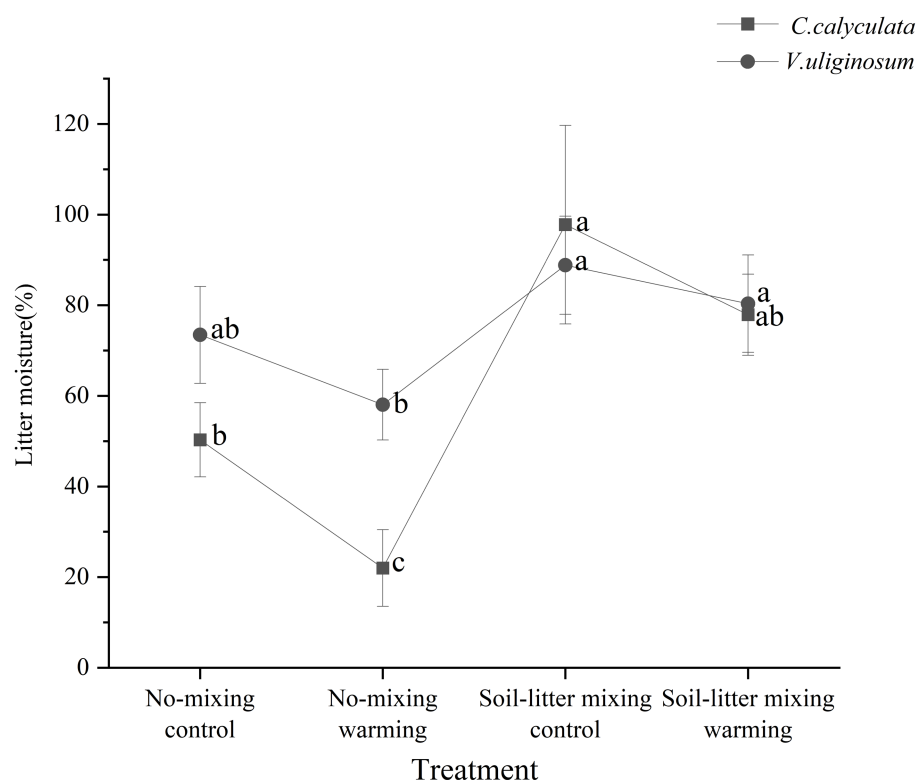 C.calyculata
V.uliginosum
120
100
80
60
40
20
0
Litter moisture(%)
a
a
a
ab
ab
b
b
c
No-mixing
control
No-mixing
warming
Soil-litter mixing
control
Soil-litter mixing
warming
Treatment